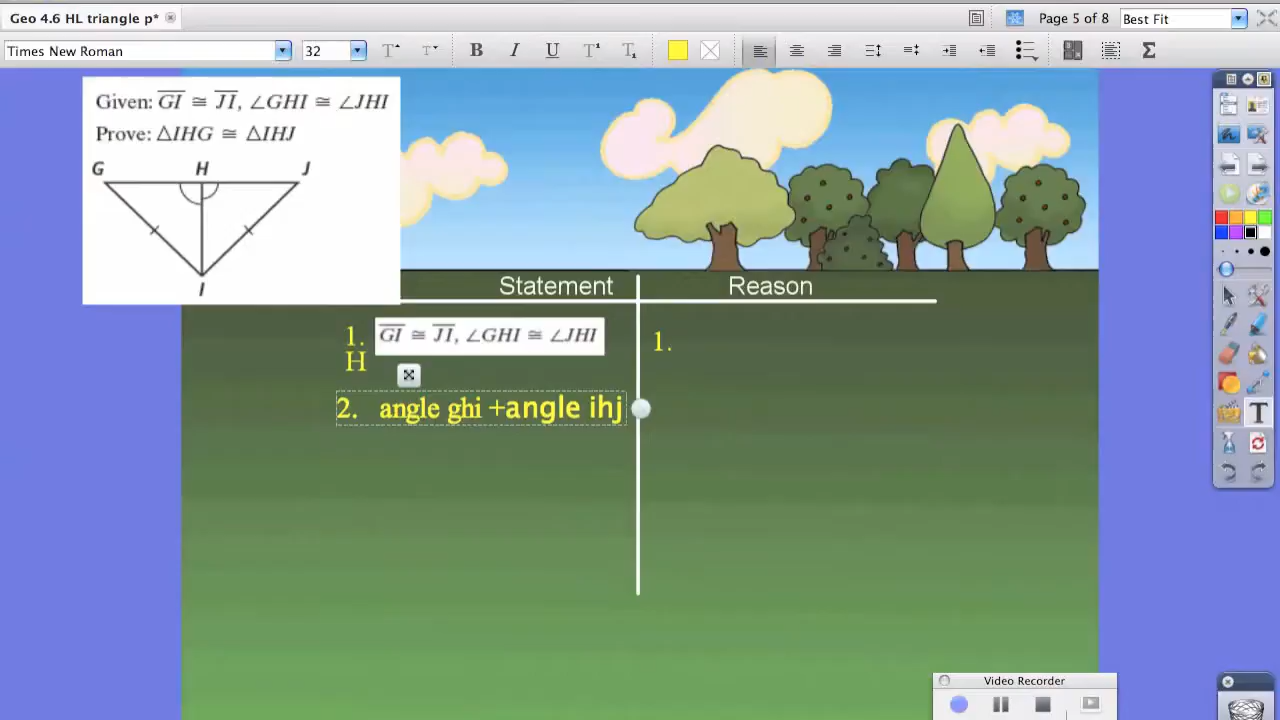 Geo 4.6 HL triangle p*
Page 5 of 8
Best Fit
Times New Roman
32
B I U T T Σ
Given: GI ≅ JI, ∠GHI ≅ ∠JHI
Prove: △IHG ≅ △IHJ
G H J
I
Statement Reason
1. GI ≅ JI, ∠GHI ≅ ∠JHI 1.
H
2. angle ghi +angle ihj
T
Video Recorder